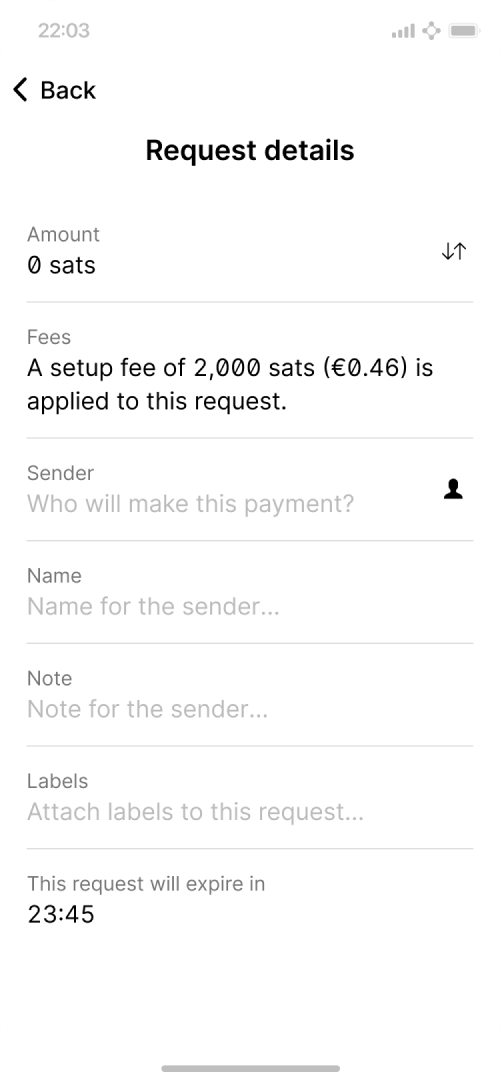 22:03
Back
Request details
Amount
0 sats
Fees
A setup fee of 2,000 sats (€0.46) is
applied to this request.
Sender
Who will make this payment?
Name
Name for the sender...
Note
Note for the sender...
Labels
Attach labels to this request...
This request will expire in
23:45